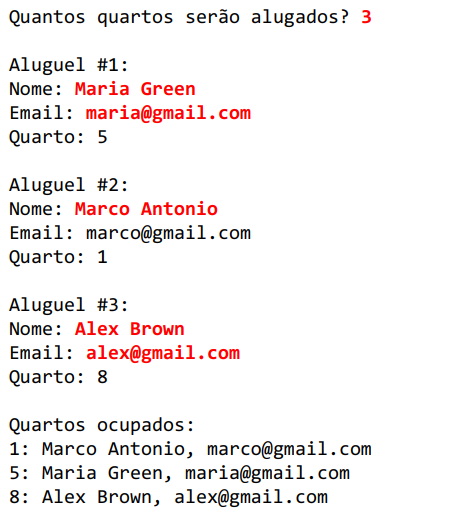 Quantos quartos serão alugados? 3
Aluguel #1:
Nome: Maria Green
Email: maria@gmail.com
Quarto: 5
Aluguel #2:
Nome: Marco Antonio
Email: marco@gmail.com
Quarto: 1
Aluguel #3:
Nome: Alex Brown
Email: alex@gmail.com
Quarto: 8
Quartos ocupados:
1: Marco Antonio, marco@gmail.com
5: Maria Green, maria@gmail.com
8: Alex Brown, alex@gmail.com